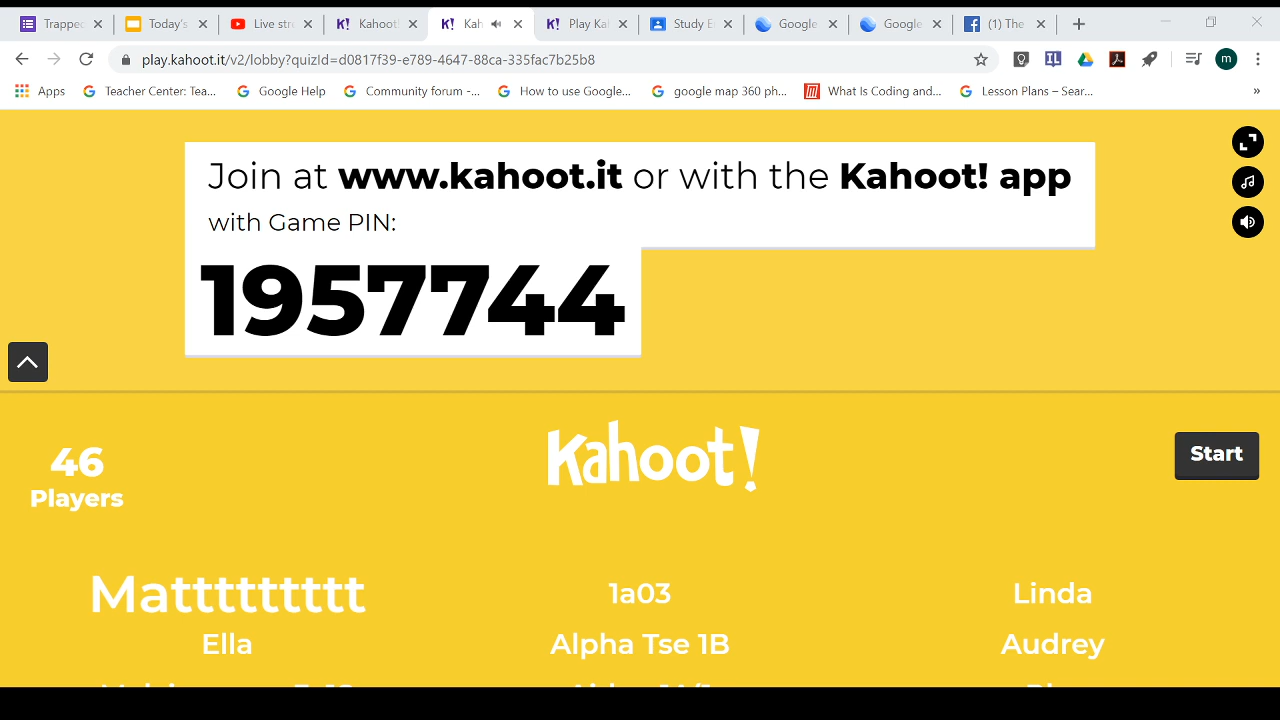 Trapped
Today's
Live str
Kahoot!
Kah
Play Ka
Study E
Google
Google
(1) The
play.kahoot.it/v2/lobby?quizId=d0917f39-e789-4647-88ca-335fac7b25b8
m
Apps
Teacher Center: Tea...
Google Help
Community forum -...
How to use Google...
google map 360 ph...
What Is Coding and...
Lesson Plans – Sear...
»
Join at www.kahoot.it or with the Kahoot! app
with Game PIN:
1957744
46
Players
Kahoot!
Start
Mattttttttt
1a03
Linda
Ella
Alpha Tse 1B
Audrey